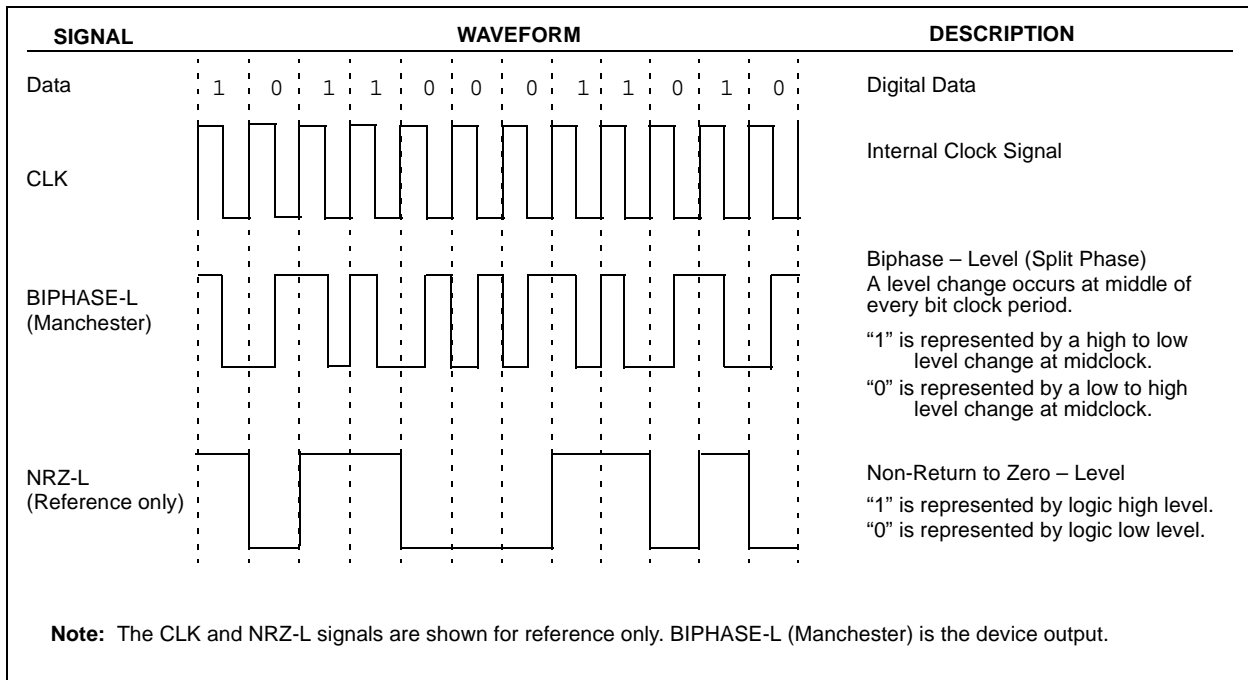 SIGNAL WAVEFORM DESCRIPTION
Data 1 0 1 1 0 0 0 1 1 0 1 0 Digital Data
CLK
Internal Clock Signal
BIPHASE-L
(Manchester)
Biphase – Level (Split Phase)
A level change occurs at middle of
every bit clock period.
“1” is represented by a high to low
level change at midclock.
“0” is represented by a low to high
level change at midclock.
NRZ-L
(Reference only)
Non-Return to Zero – Level
“1” is represented by logic high level.
“0” is represented by logic low level.
Note: The CLK and NRZ-L signals are shown for reference only. BIPHASE-L (Manchester) is the device output.